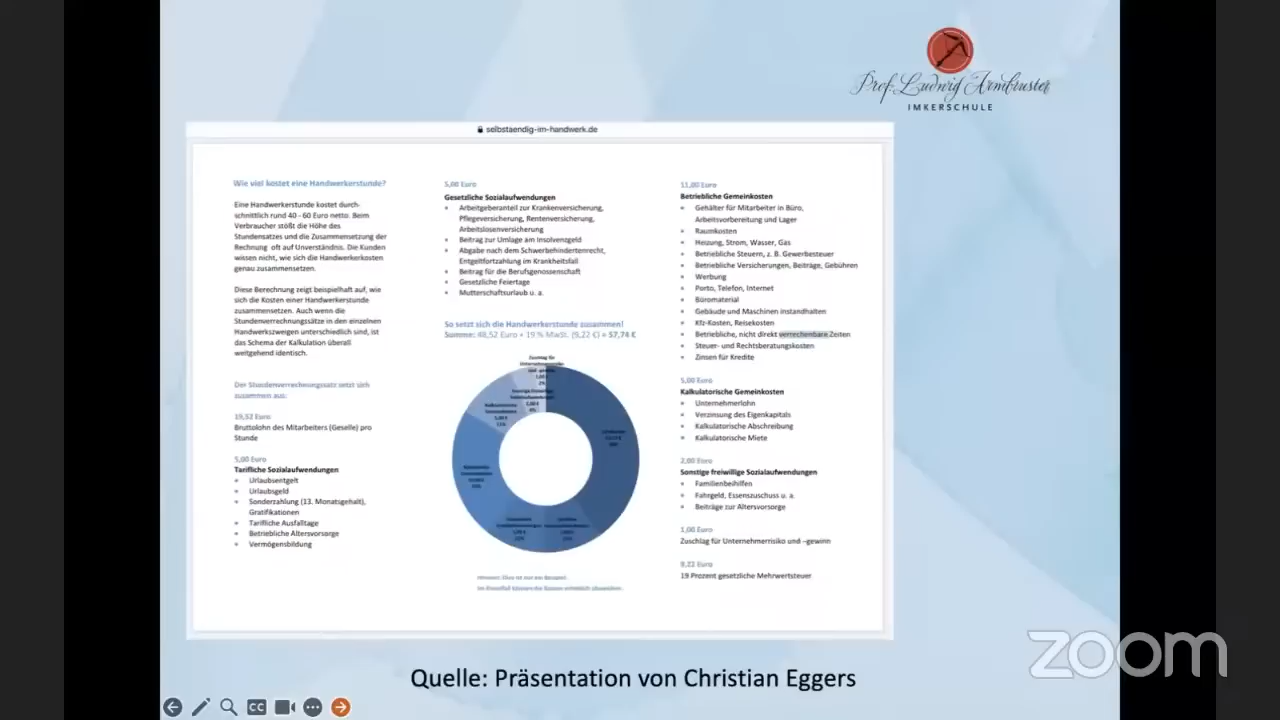 Prof. Ludwig Armbruster
IMKERSCHULE
selbstaendig-im-handwerk.de
Wie viel kostet eine Handwerkerstunde?
Eine Handwerkerstunde kostet durch-
schnittlich rund 40 - 60 Euro netto. Beim
Verbraucher stößt die Höhe des
Stundensatzes und die Zusammensetzung der
Rechnung oft auf Unverständnis. Die Kunden
wissen nicht, wie sich die Handwerkerkosten
genau zusammensetzen.
Diese Berechnung zeigt beispielhaft auf, wie
sich die Kosten einer Handwerkerstunde
zusammensetzen. Auch wenn die
Stundenverrechnungssätze in den einzelnen
Handwerkszweigen unterschiedlich sind, ist
das Schema der Kalkulation überall
weitgehend identisch.
Der Stundenverrechnungssatz setzt sich
zusammen aus:
19,52 Euro
Bruttolohn des Mitarbeiters (Geselle) pro
Stunde
5,00 Euro
Tarifliche Sozialaufwendungen
• Urlaubsentgelt
• Urlaubsgeld
• Sonderzahlung (13. Monatsgehalt),
Gratifikationen
• Tarifliche Ausfalltage
• Betriebliche Altersvorsorge
• Vermögensbildung
5,00 Euro
Gesetzliche Sozialaufwendungen
• Arbeitgeberanteil zur Krankenversicherung,
Pflegeversicherung, Rentenversicherung,
Arbeitslosenversicherung
• Beitrag zur Umlage am Insolvenzgeld
• Abgabe nach dem Schwerbehindertenrecht,
Entgeltfortzahlung im Krankheitsfall
• Beitrag für die Berufsgenossenschaft
• Gesetzliche Feiertage
• Mutterschaftsurlaub u. a.
So setzt sich die Handwerkerstunde zusammen!
Summe: 48,52 Euro + 19 % MwSt. (9,22 €) = 57,74 €
11,00 Euro
Betriebliche Gemeinkosten
• Gehälter für Mitarbeiter in Büro,
Arbeitsvorbereitung und Lager
• Raumkosten
• Heizung, Strom, Wasser, Gas
• Betriebliche Steuern, z. B. Gewerbesteuer
• Betriebliche Versicherungen, Beiträge, Gebühren
• Werbung
• Porto, Telefon, Internet
• Büromaterial
• Gebäude und Maschinen instandhalten
• Kfz-Kosten, Reisekosten
• Betriebliche, nicht direkt verrechenbare Zeiten
• Steuer- und Rechtsberatungskosten
• Zinsen für Kredite
5,00 Euro
Kalkulatorische Gemeinkosten
• Unternehmerlohn
• Verzinsung des Eigenkapitals
• Kalkulatorische Abschreibung
• Kalkulatorische Miete
2,00 Euro
Sonstige freiwillige Sozialaufwendungen
• Familienbeihilfen
• Fahrgeld, Essenszuschuss u. a.
• Beiträge zur Altersvorsorge
1,00 Euro
Zuschlag für Unternehmerrisiko und –gewinn
9,22 Euro
19 Prozent gesetzliche Mehrwertsteuer
Quelle: Präsentation von Christian Eggers
CC
zoom